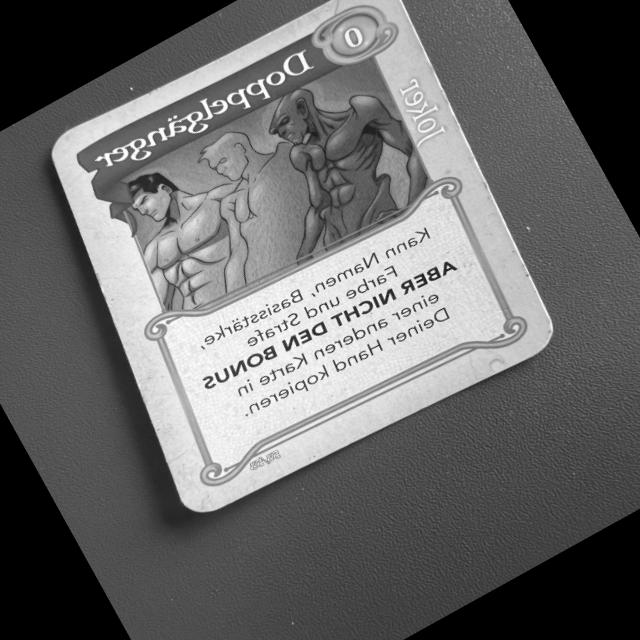 0
Doppelgänger
Joker
Kann Namen, Basisstärke,
Farbe und Strafe
ABER NICHT DEN BONUS
einer anderen Karte in
Deiner Hand kopieren.